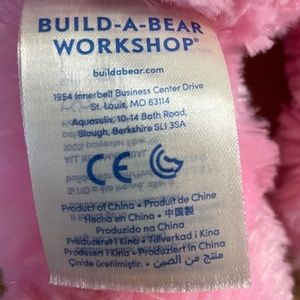 BUILD-A-BEAR
WORKSHOP®
buildabear.com
1954 Innerbelt Business Center Drive
St. Louis, MO 63114
Aquasulis, 10-14 Bath Road,
Slough, Berkshire SL1 3SA
CE
Product of China • Produit de Chine
Hecho en China • 中国製
Produzido na China
Produceret i Kina • Tillverkad i Kina
Produsert i Kina • Produziert in China
Çin'de üretilmiştir. • منتج من الصين